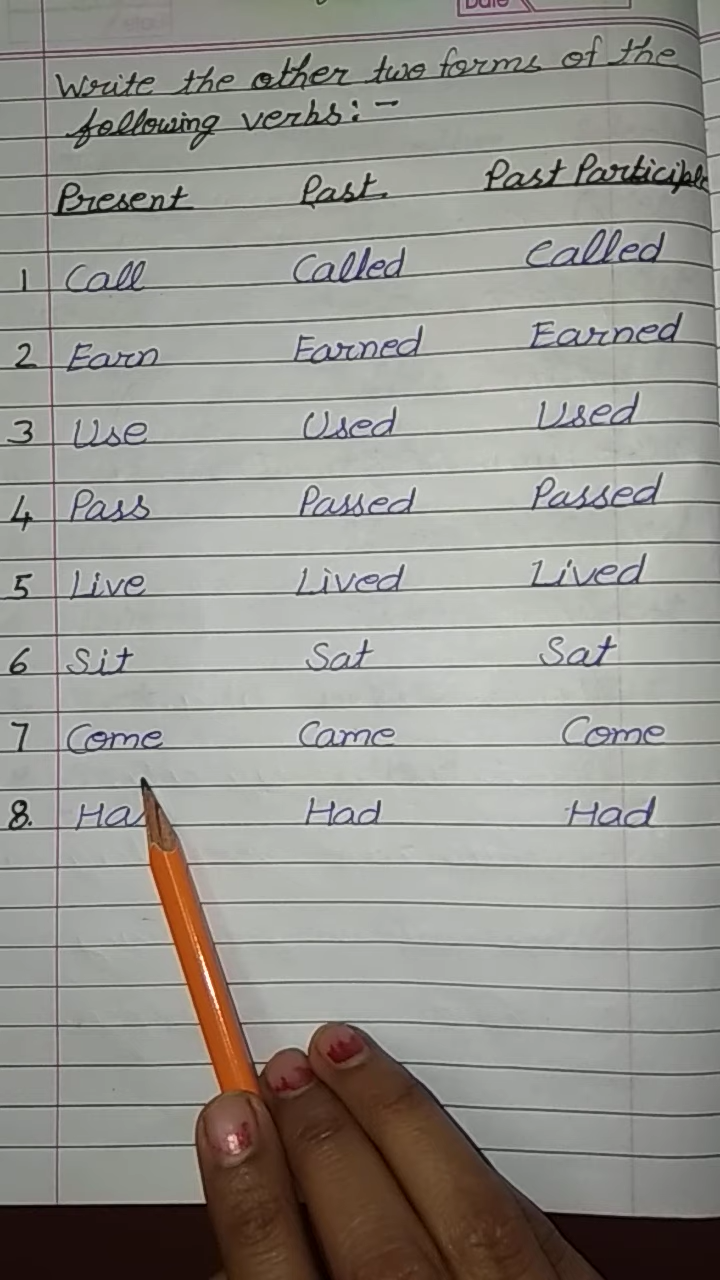 Date
Write the other two forms of the
following verbs:-
Present Past Past Participle
1 Call Called Called
2 Earn Earned Earned
3 Use Used Used
4 Pass Passed Passed
5 Live Lived Lived
6 Sit Sat Sat
7 Come Came Come
8. Had Had